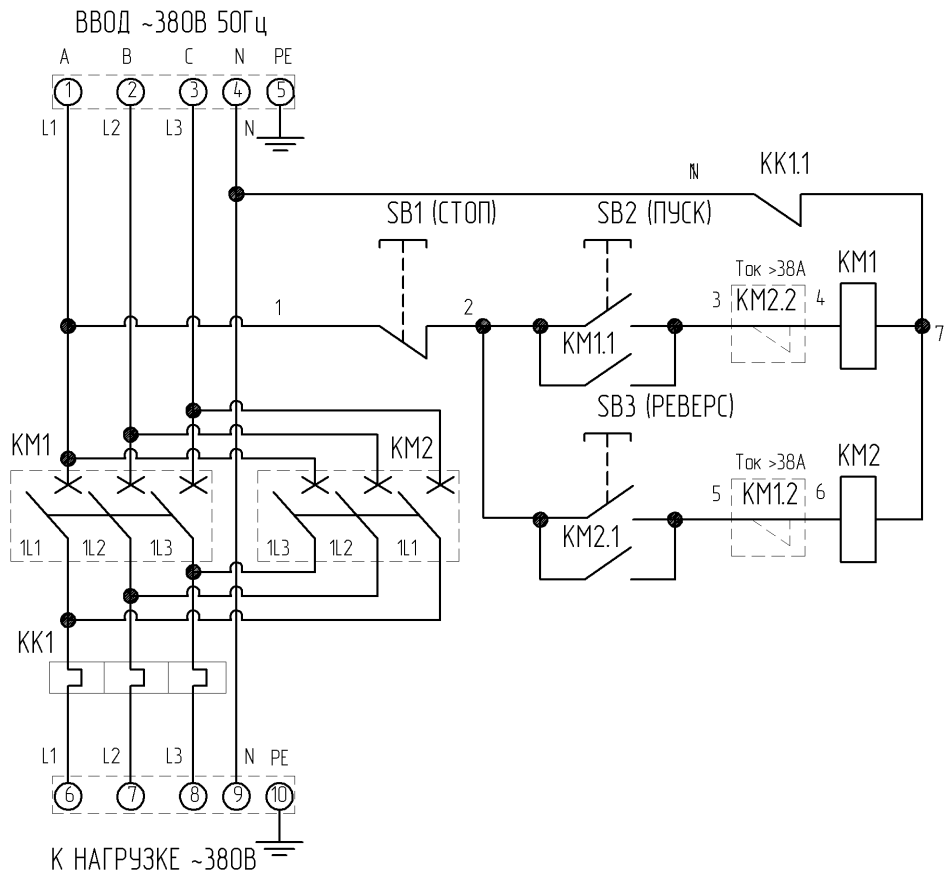 ВВОД ~380В 50Гц
A B C N PE
1 2 3 4 5
L1 L2 L3 N
N KK1.1
SB1 (СТОП) SB2 (ПУСК)
Ток >38А KM1
1 2 3 KM2.2 4
7
KM1.1
SB3 (РЕВЕРС)
KM1 KM2
Ток >38А KM2
5 KM1.2 6
KM2.1
1L1 1L2 1L3 1L3 1L2 1L1
KK1
L1 L2 L3 N PE
6 7 8 9 10
К НАГРУЗКЕ ~380В